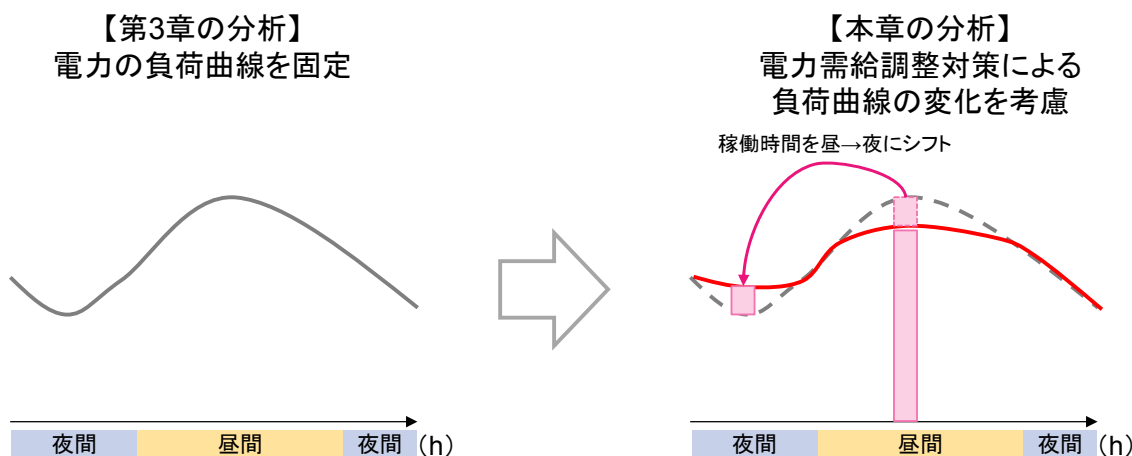 【第3章の分析】
電力の負荷曲線を固定
夜間
昼間
夜間
(h)
【本章の分析】
電力需給調整対策による
負荷曲線の変化を考慮
稼働時間を昼→夜にシフト
夜間
昼間
夜間
(h)